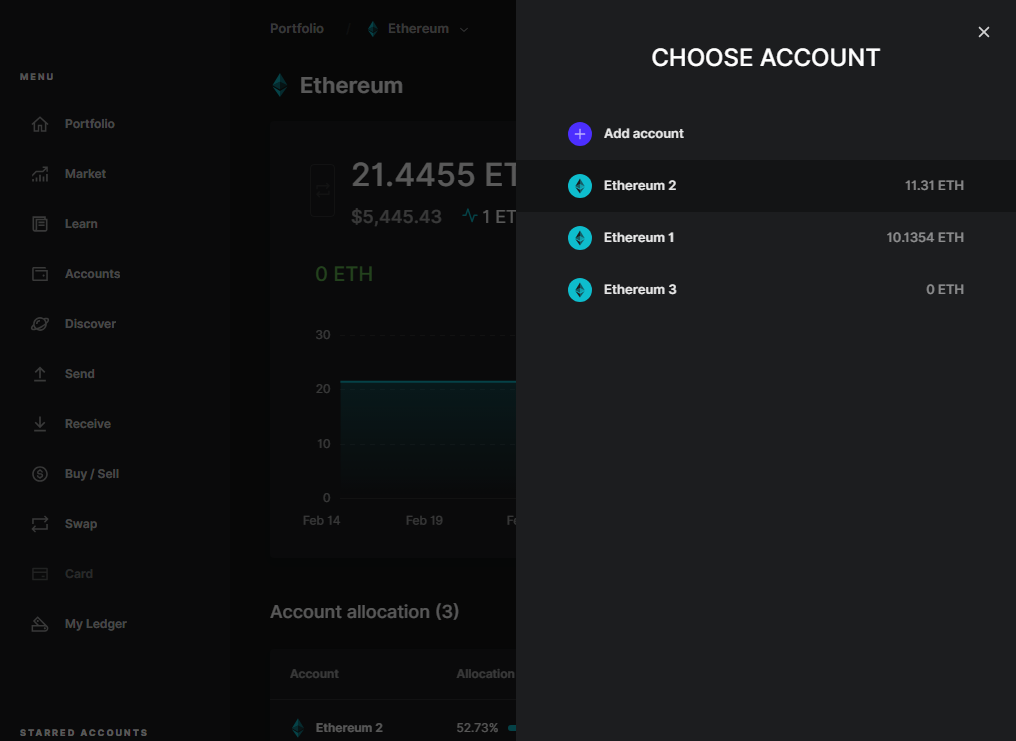 MENU
Portfolio
Market
Learn
Accounts
Discover
Send
Receive
Buy / Sell
Swap
Card
My Ledger
STARRED ACCOUNTS
Portfolio / Ethereum
Ethereum
21.4455 ET
$5,445.43 1 ET
0 ETH
30
20
10
0
Feb 14 Feb 19 Fe
Account allocation (3)
Account Allocation
Ethereum 2 52.73%
CHOOSE ACCOUNT
Add account
Ethereum 2 11.31 ETH
Ethereum 1 10.1354 ETH
Ethereum 3 0 ETH